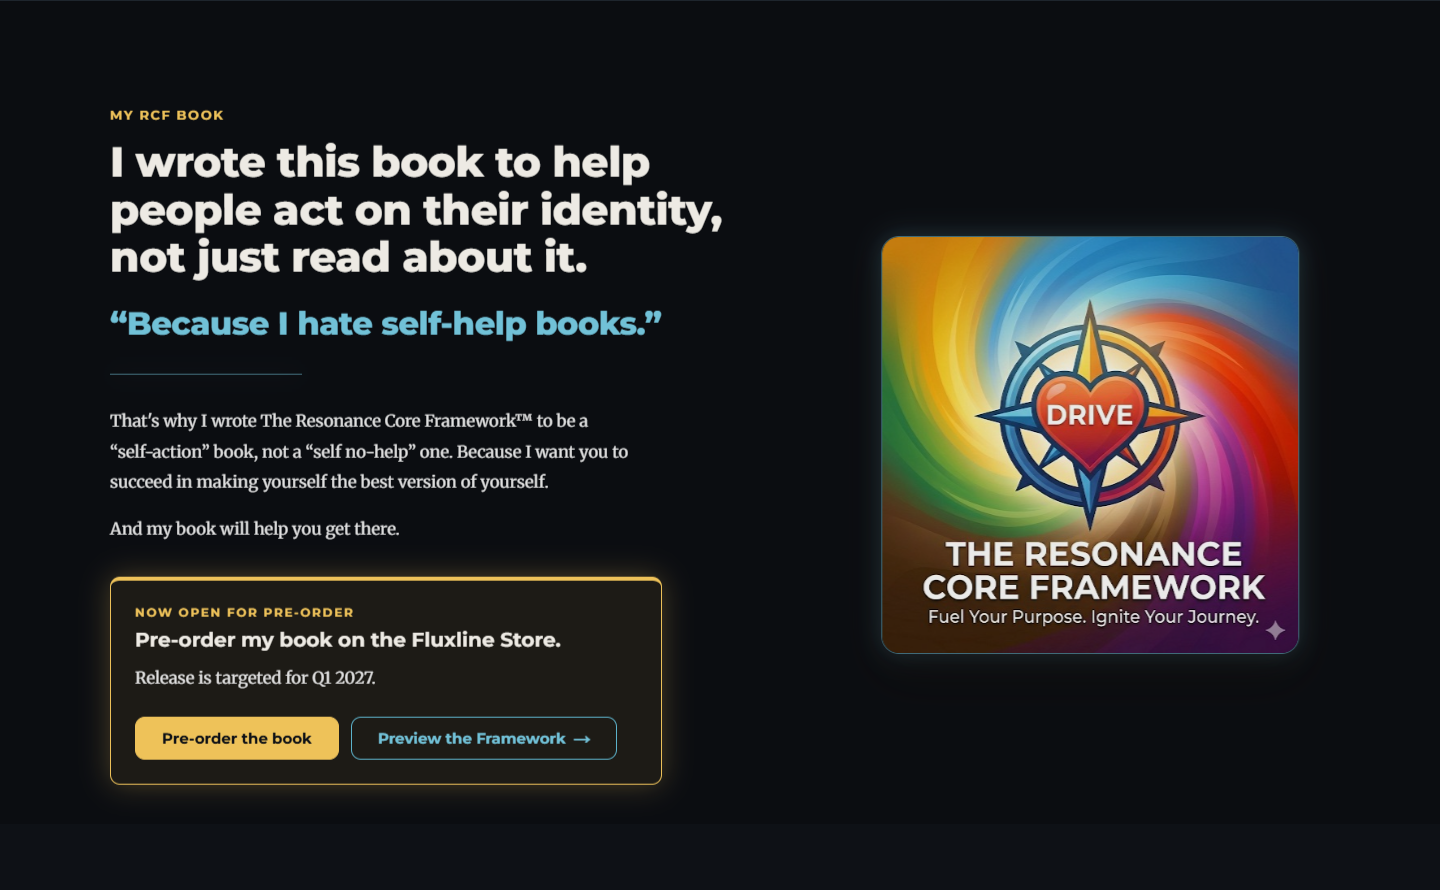 MY RCF BOOK
I wrote this book to help
people act on their identity,
not just read about it.
“Because I hate self-help books.”
That's why I wrote The Resonance Core Framework™ to be a
“self-action” book, not a “self no-help” one. Because I want you to
succeed in making yourself the best version of yourself.
And my book will help you get there.
NOW OPEN FOR PRE-ORDER
Pre-order my book on the Fluxline Store.
Release is targeted for Q1 2027.
Pre-order the book
Preview the Framework →
DRIVE
THE RESONANCE
CORE FRAMEWORK
Fuel Your Purpose. Ignite Your Journey.